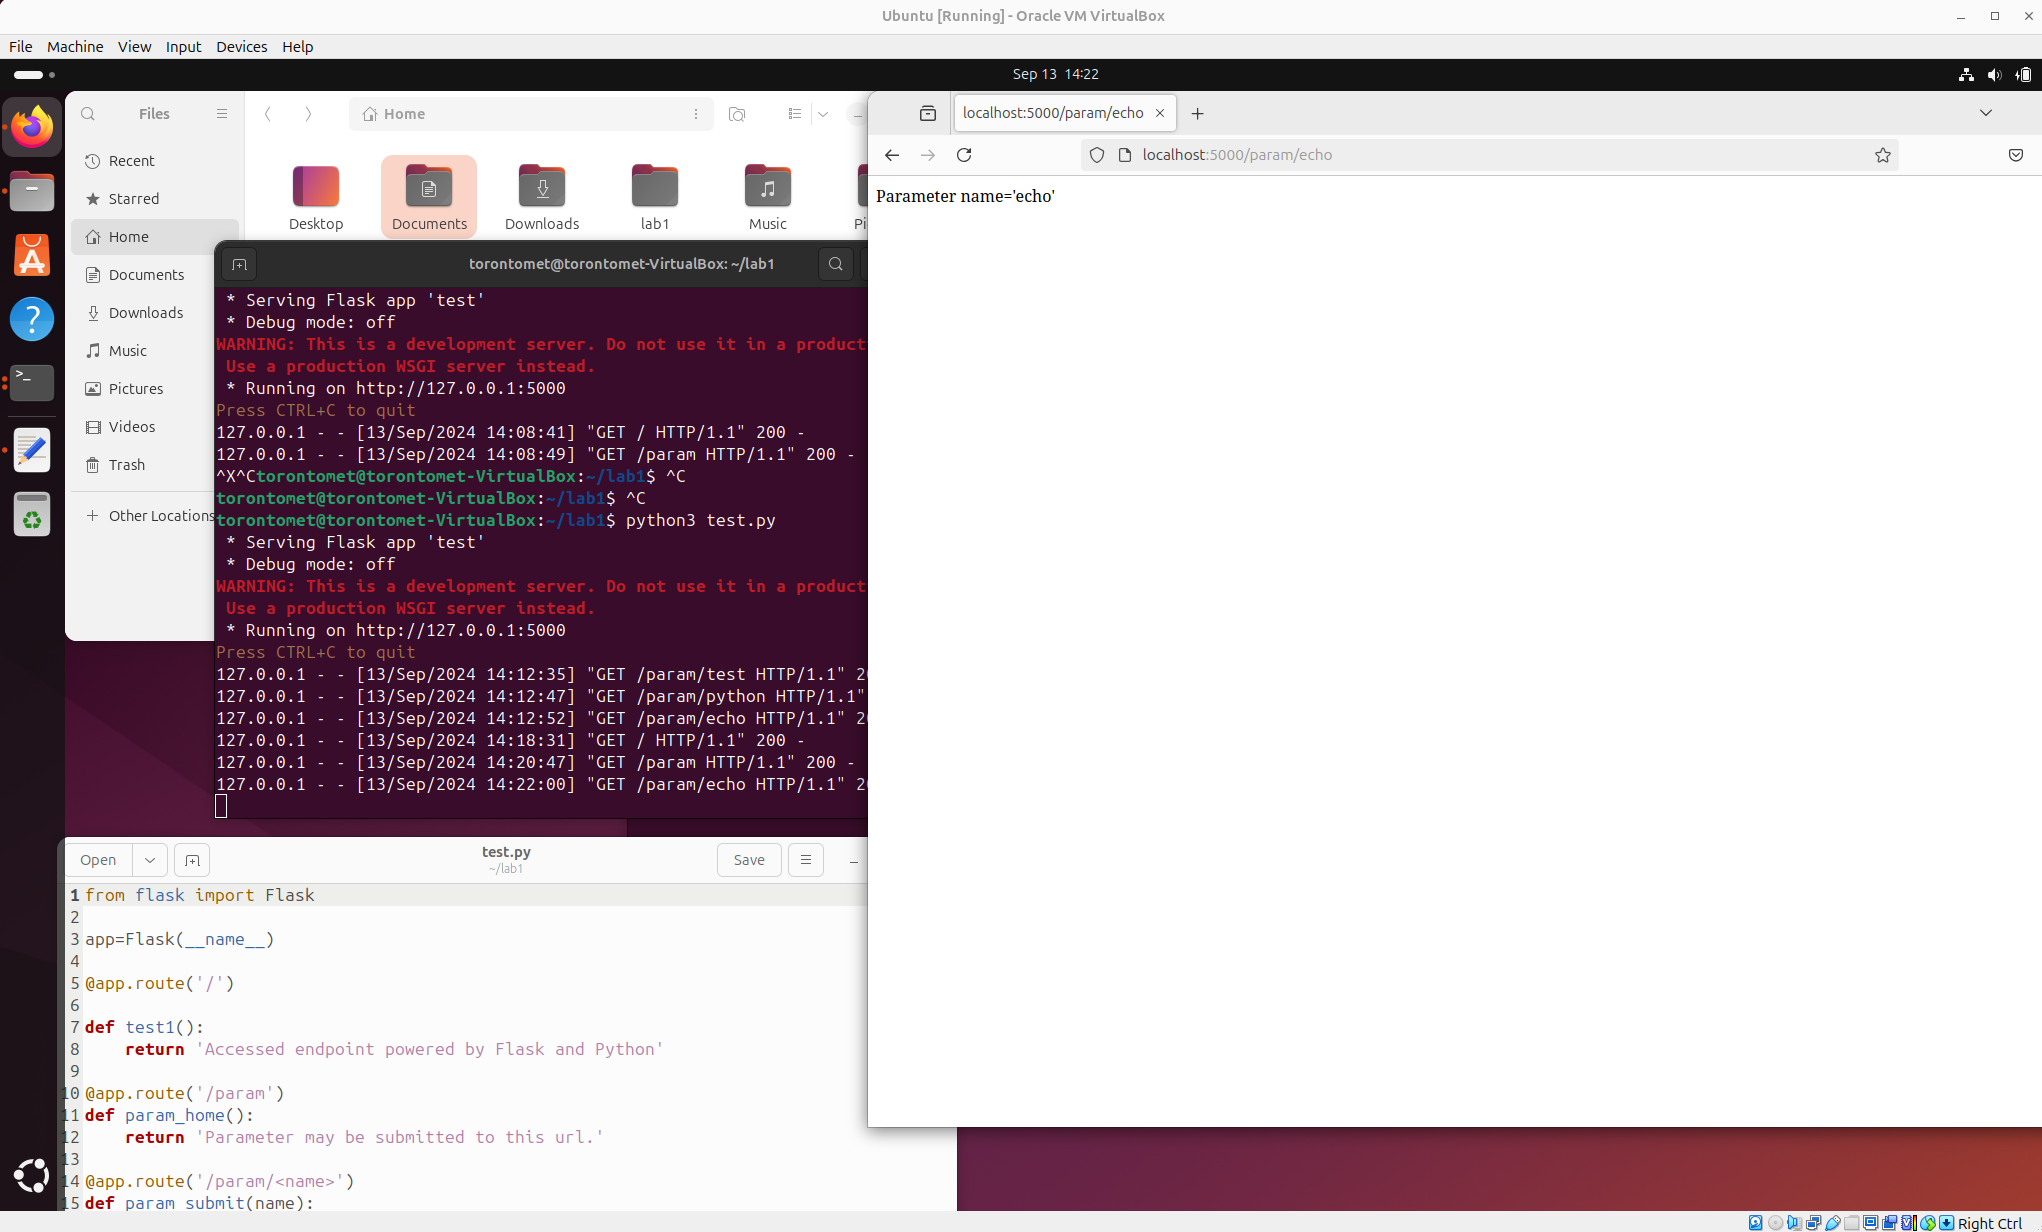 Ubuntu [Running] - Oracle VM VirtualBox
File Machine View Input Devices Help
Sep 13 14:22
Files
Home
localhost:5000/param/echo
localhost:5000/param/echo
Parameter name='echo'
Recent
Starred
Home
Documents
Downloads
Music
Pictures
Videos
Trash
Other Locations
Desktop
Documents
Downloads
lab1
Music
torontomet@torontomet-VirtualBox: ~/lab1
* Serving Flask app 'test'
* Debug mode: off
WARNING: This is a development server. Do not use it in a product
Use a production WSGI server instead.
* Running on http://127.0.0.1:5000
Press CTRL+C to quit
127.0.0.1 - - [13/Sep/2024 14:08:41] "GET / HTTP/1.1" 200 -
127.0.0.1 - - [13/Sep/2024 14:08:49] "GET /param HTTP/1.1" 200 -
^X^Ctorontomet@torontomet-VirtualBox:~/lab1$ ^C
torontomet@torontomet-VirtualBox:~/lab1$ ^C
torontomet@torontomet-VirtualBox:~/lab1$ python3 test.py
* Serving Flask app 'test'
* Debug mode: off
WARNING: This is a development server. Do not use it in a product
Use a production WSGI server instead.
* Running on http://127.0.0.1:5000
Press CTRL+C to quit
127.0.0.1 - - [13/Sep/2024 14:12:35] "GET /param/test HTTP/1.1" 2
127.0.0.1 - - [13/Sep/2024 14:12:47] "GET /param/python HTTP/1.1"
127.0.0.1 - - [13/Sep/2024 14:12:52] "GET /param/echo HTTP/1.1" 2
127.0.0.1 - - [13/Sep/2024 14:18:31] "GET / HTTP/1.1" 200 -
127.0.0.1 - - [13/Sep/2024 14:20:47] "GET /param HTTP/1.1" 200 -
127.0.0.1 - - [13/Sep/2024 14:22:00] "GET /param/echo HTTP/1.1" 2
Open
test.py
~/lab1
Save
1 from flask import Flask
2
3 app=Flask(__name__)
4
5 @app.route('/')
6
7 def test1():
8 return 'Accessed endpoint powered by Flask and Python'
9
10 @app.route('/param')
11 def param_home():
12 return 'Parameter may be submitted to this url.'
13
14 @app.route('/param/<name>')
15 def param_submit(name):
Right Ctrl